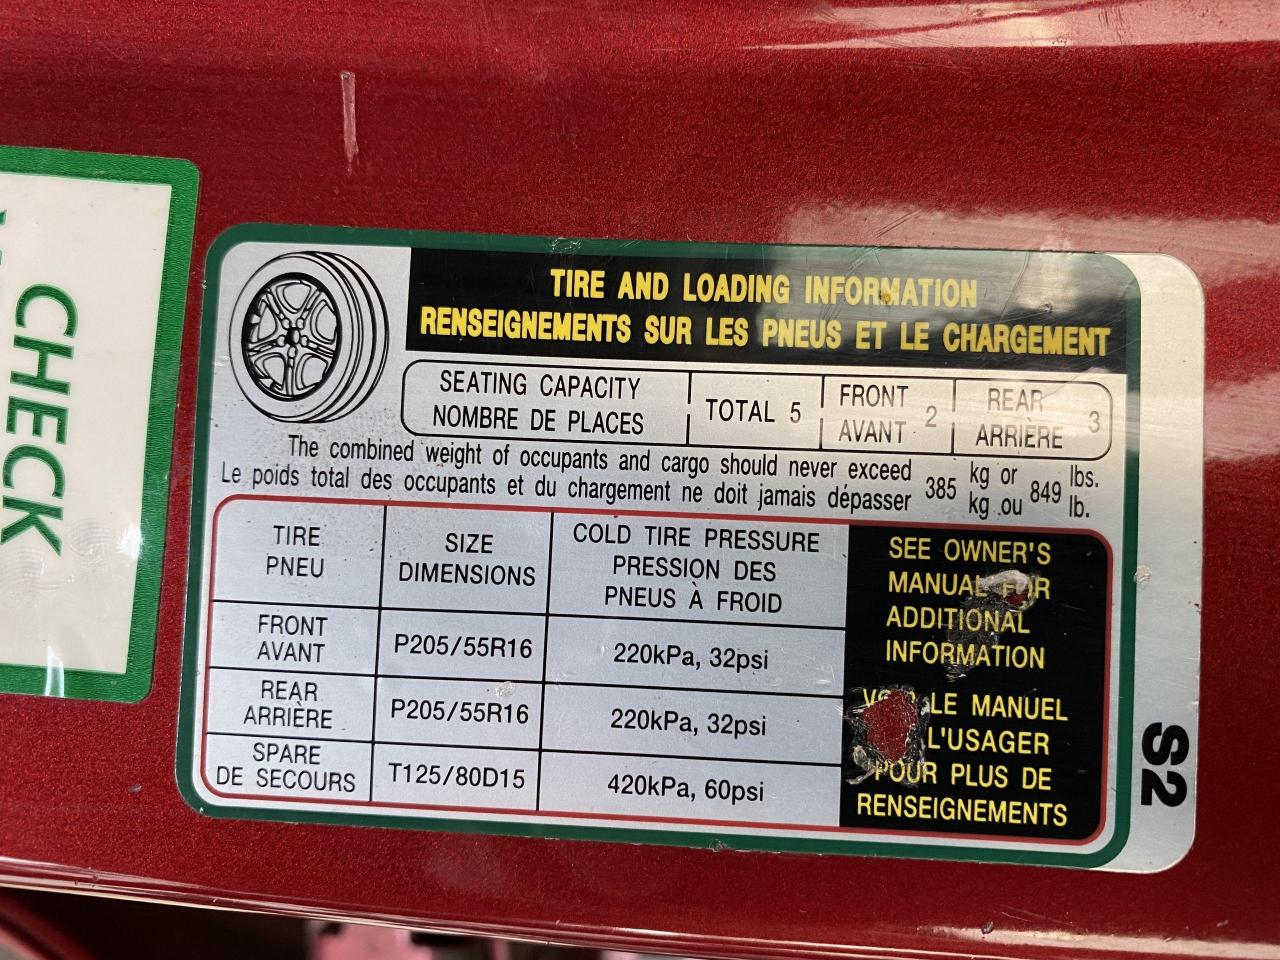 CHECK
TIRE AND LOADING INFORMATION
RENSEIGNEMENTS SUR LES PNEUS ET LE CHARGEMENT
SEATING CAPACITY
NOMBRE DE PLACES
TOTAL 5
FRONT
AVANT
2
REAR
ARRIÈRE
3
The combined weight of occupants and cargo should never exceed 385 kg or 849 lbs.
Le poids total des occupants et du chargement ne doit jamais dépasser kg ou lb.
TIRE
PNEU
SIZE
DIMENSIONS
COLD TIRE PRESSURE
PRESSION DES
PNEUS À FROID
FRONT
AVANT
P205/55R16
220kPa, 32psi
REAR
ARRIÈRE
P205/55R16
220kPa, 32psi
SPARE
DE SECOURS
T125/80D15
420kPa, 60psi
SEE OWNER'S
MANUAL FOR
ADDITIONAL
INFORMATION
LE MANUEL
L'USAGER
POUR PLUS DE
RENSEIGNEMENTS
S2